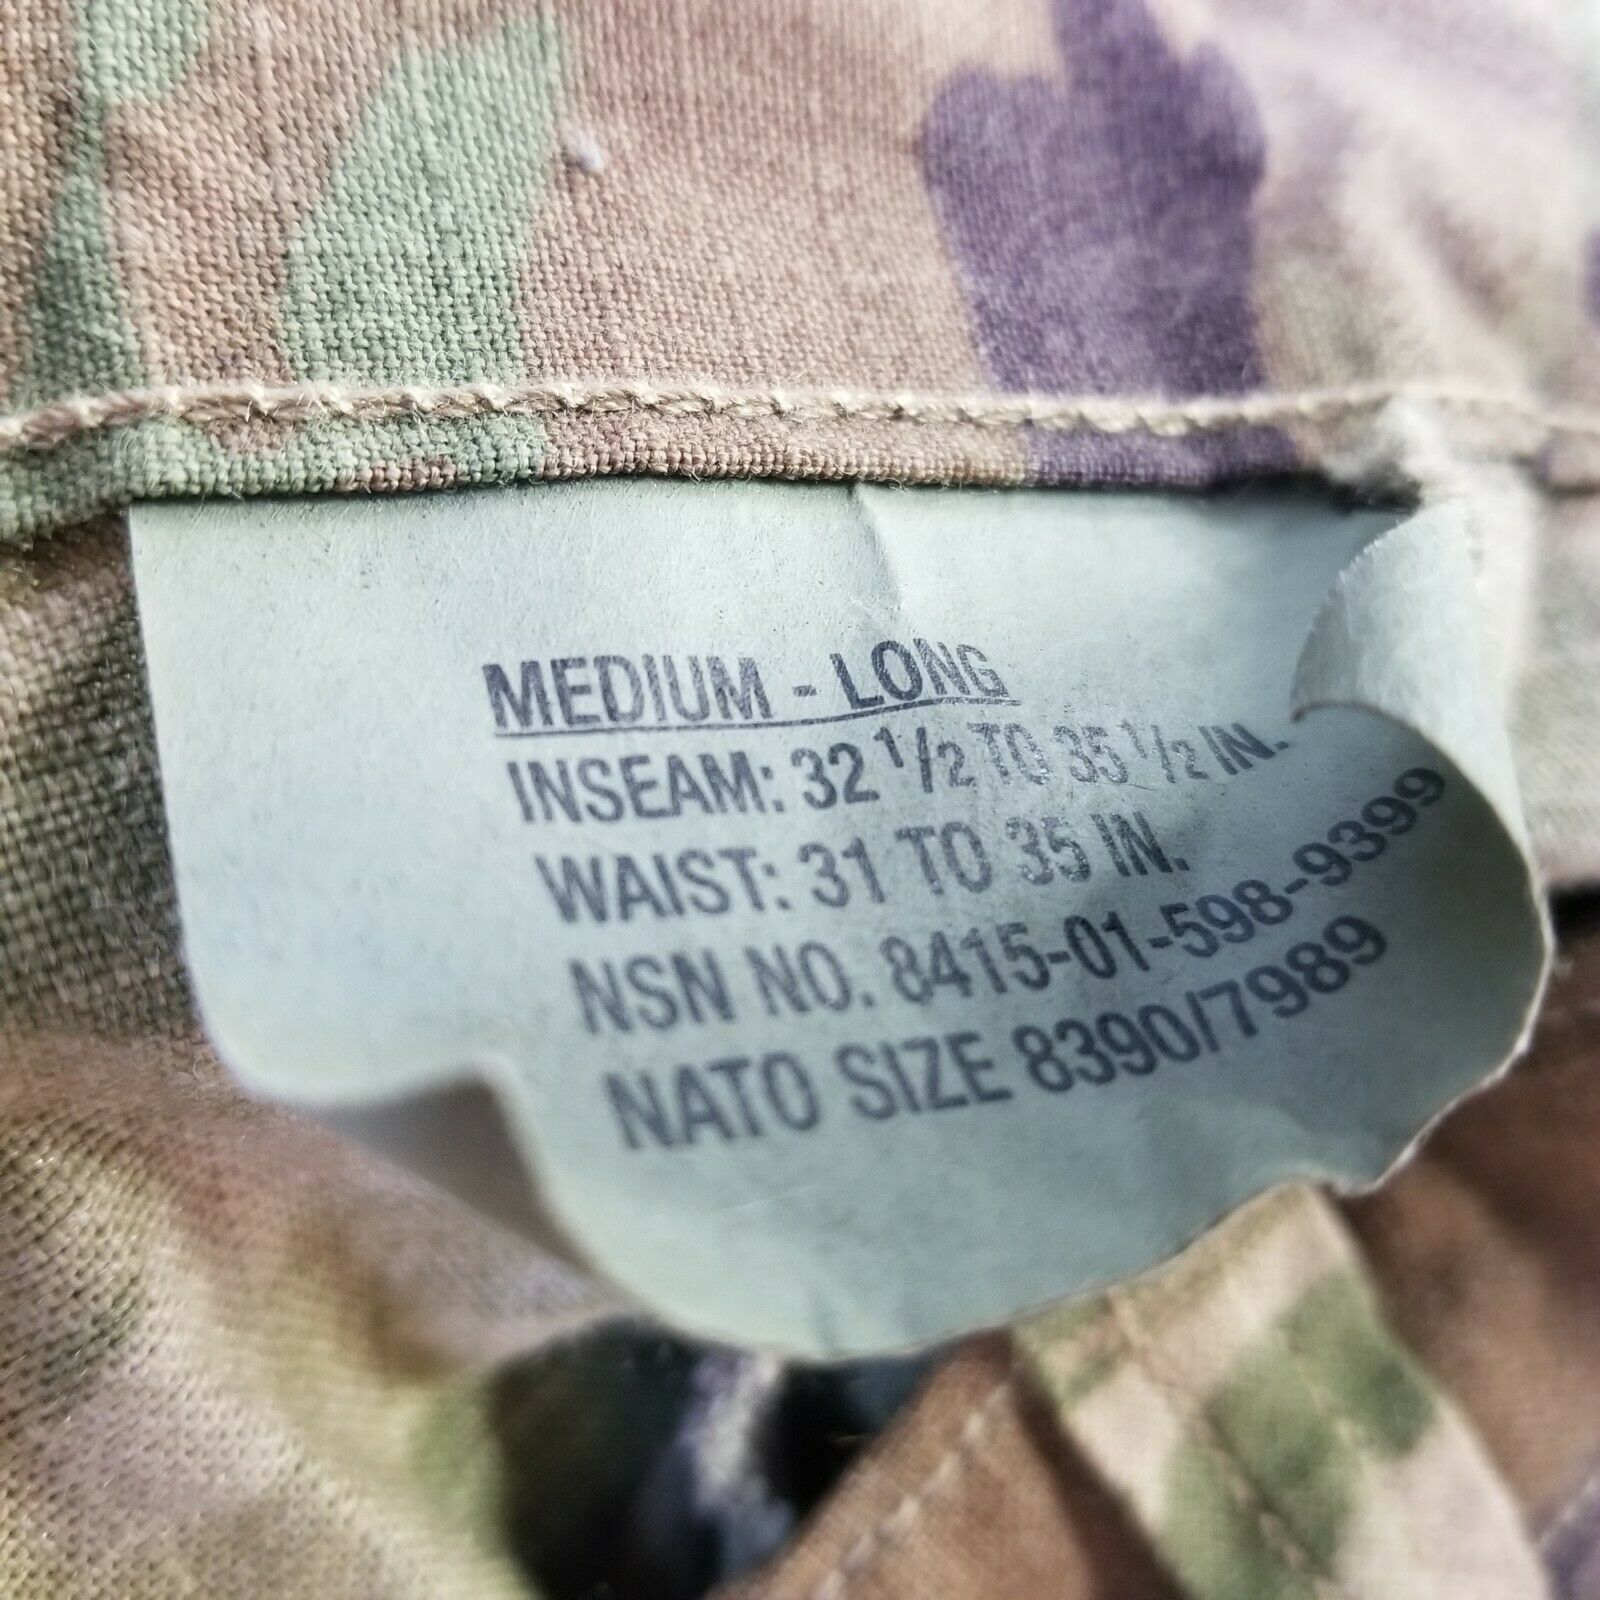 MEDIUM - LONG
INSEAM: 32 1/2 TO 35 1/2 IN.
WAIST: 31 TO 35 IN.
NSN NO. 8415-01-598-9399
NATO SIZE 8390/7989